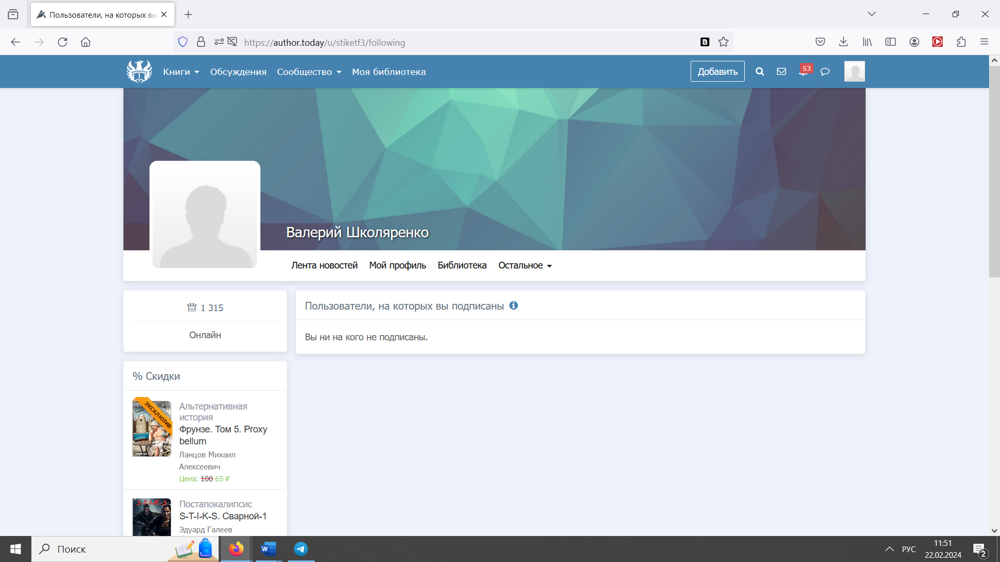 Пользователи, на которых вы
https://author.today/u/stiketf3/following
Книги
Обсуждения
Сообщество
Моя библиотека
Добавить
53
Валерий Школяренко
Лента новостей
Мой профиль
Библиотека
Остальное
1 315
Онлайн
Пользователи, на которых вы подписаны
Вы ни на кого не подписаны.
% Скидки
ЭКСКЛЮЗИВ
# 5
Альтернативная
история
Фрунзе. Том 5. Proxy
bellum
Ланцов Михаил
Алексеевич
Цена: 100 65 ₽
S-T-I-K-S
Постапокалипсис
S-T-I-K-S. Сварной-1
Эдуард Галеев
Поиск
РУС
11:51
22.02.2024
2